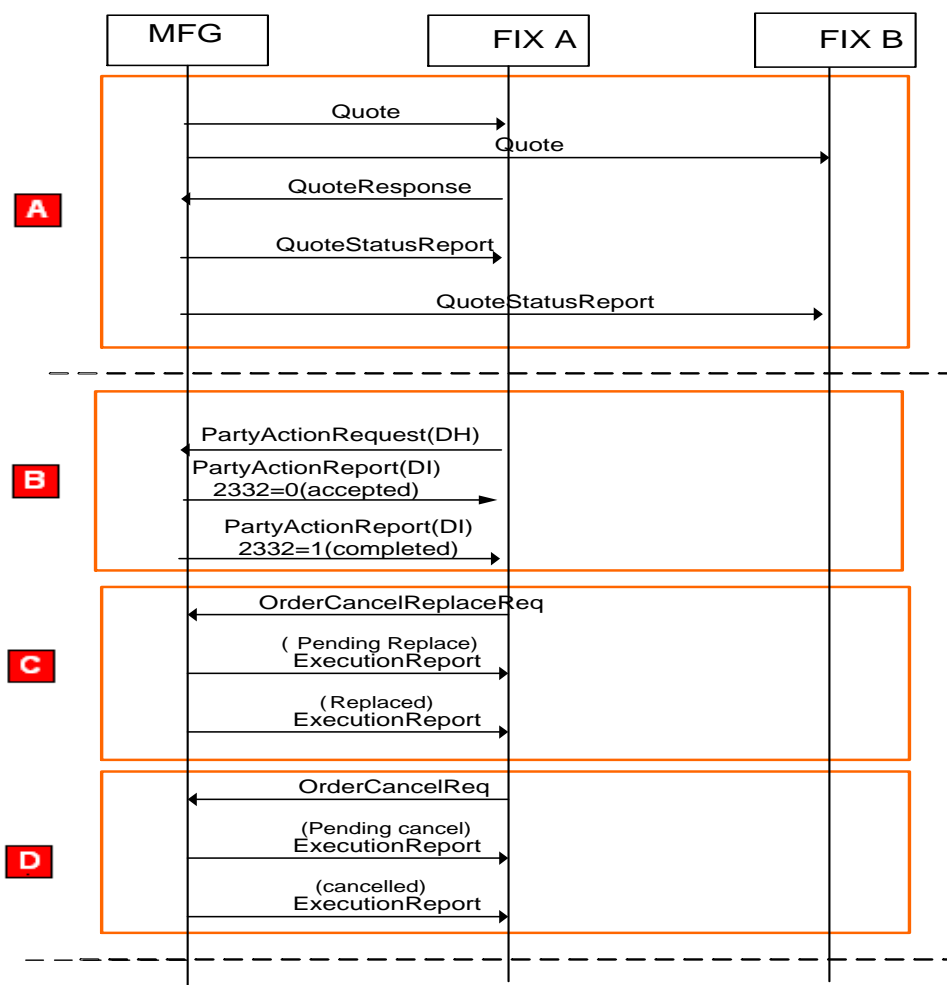 MFG
FIX A
FIX B
Quote
Quote
QuoteResponse
A
QuoteStatusReport
QuoteStatusReport
PartyActionRequest(DH)
B
PartyActionReport(DI)
2332=0(accepted)
PartyActionReport(DI)
2332=1(completed)
OrderCancelReplaceReq
C
( Pending Replace)
ExecutionReport
(Replaced)
ExecutionReport
OrderCancelReq
D
(Pending cancel)
ExecutionReport
(cancelled)
ExecutionReport